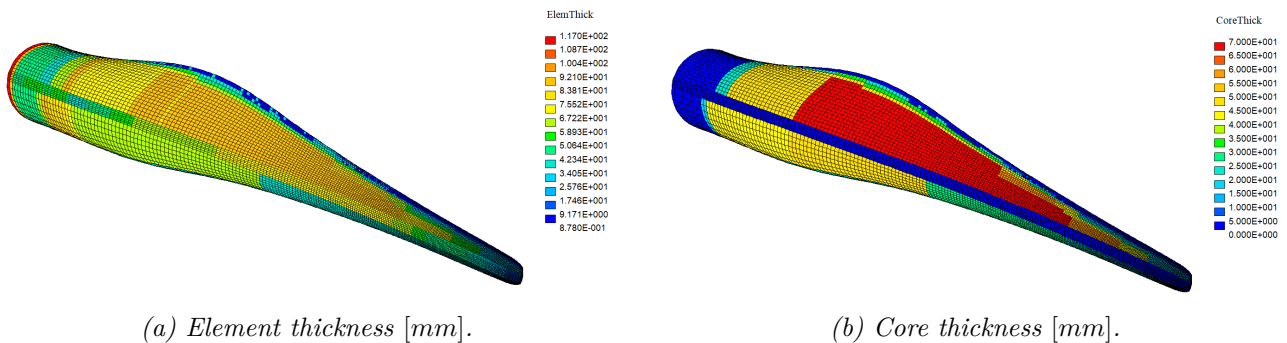 ElemThick
1.170E+002
1.087E+002
1.004E+002
9.210E+001
8.381E+001
7.552E+001
6.722E+001
5.893E+001
5.064E+001
4.234E+001
3.405E+001
2.576E+001
1.746E+001
9.171E+000
8.780E-001
(a) Element thickness [mm].
CoreThick
7.000E+001
6.500E+001
6.000E+001
5.500E+001
5.000E+001
4.500E+001
4.000E+001
3.500E+001
3.000E+001
2.500E+001
2.000E+001
1.500E+001
1.000E+001
5.000E+000
0.000E+000
(b) Core thickness [mm].